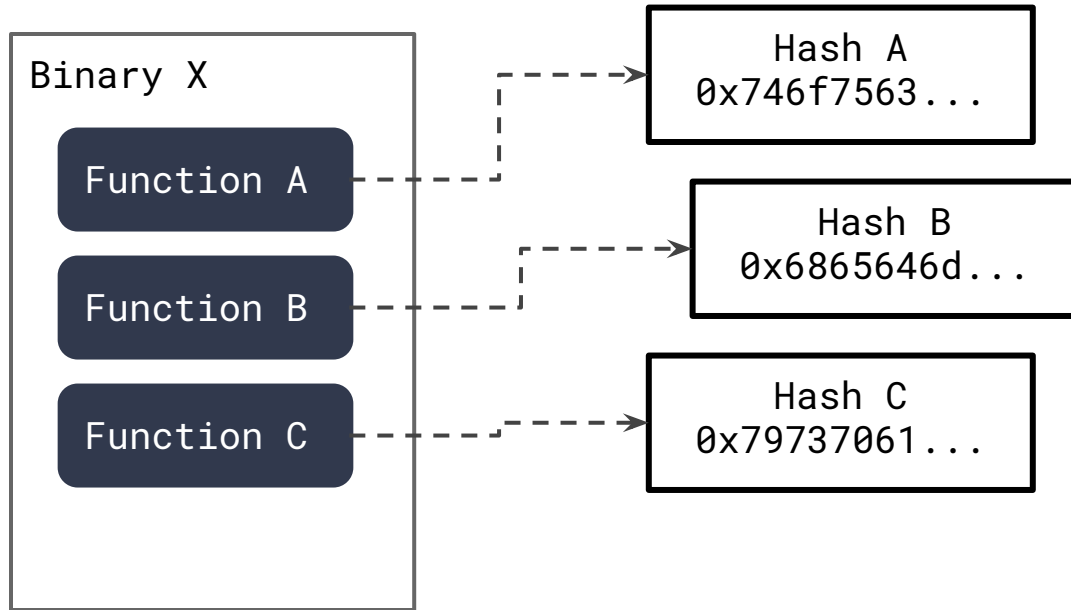 Binary X
Function A
Function B
Function C
Hash A
0x746f7563...
Hash B
0x6865646d...
Hash C
0x79737061...